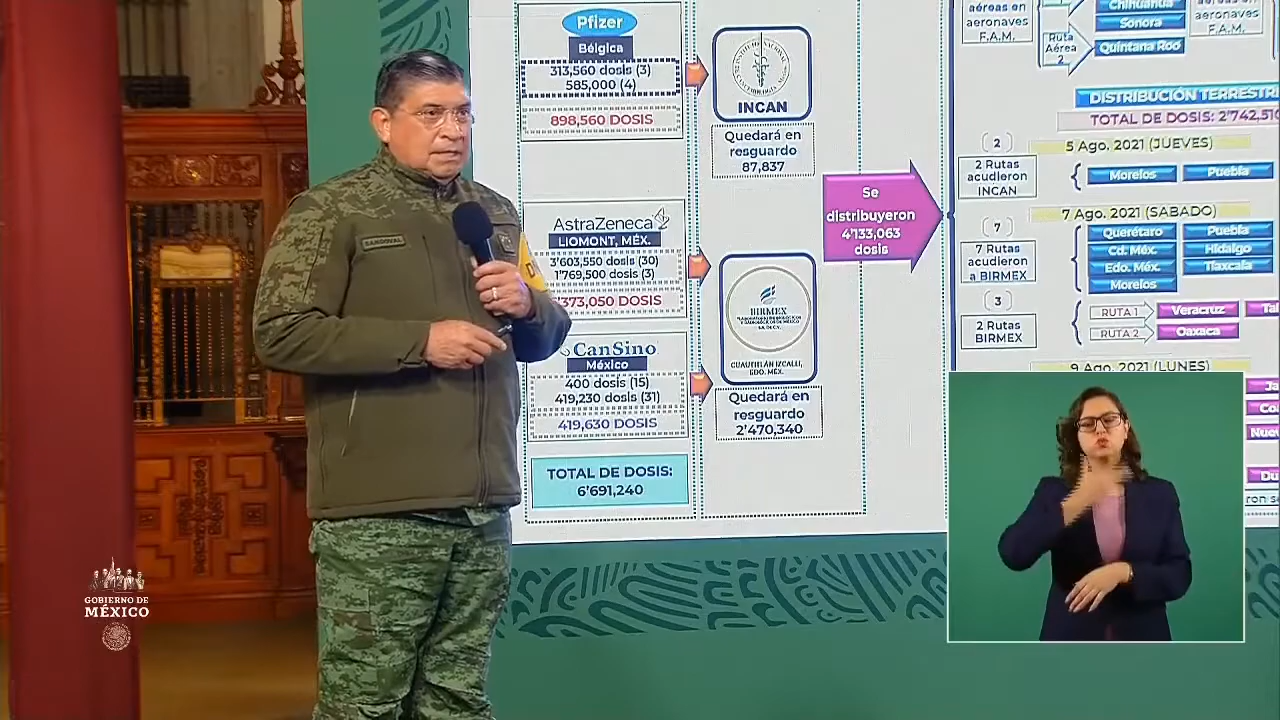 Pfizer
Bélgica
313,560 dosis (3)
585,000 (4)
898,560 DOSIS
INCAN
Quedará en
resguardo
87,837
AstraZeneca
LIOMONT, MÉX.
3'603,550 dosis (30)
1'769,500 dosis (3)
373,050 DOSIS
BIRMEX
CUAUTITLÁN IZCALLI,
EDO. MÉX.
Quedará en
resguardo
2'470,340
CanSino
México
400 dosis (15)
419,230 dosis (31)
419,630 DOSIS
TOTAL DE DOSIS:
6'691,240
Se
distribuyeron
4'133,063
dosis
aéreas en
aeronaves
F.A.M.
Ruta
Aérea
2
Chihuahua
Sonora
Quintana Roo
aeronaves
F.A.M.
DISTRIBUCIÓN TERRESTR
TOTAL DE DOSIS: 2'742,51
5 Ago. 2021 (JUEVES)
(2)
2 Rutas
acudieron
INCAN
Morelos
Puebla
7 Ago. 2021 (SABADO)
(7)
7 Rutas
acudieron
a BIRMEX
Querétaro
Puebla
Cd. Méx.
Hidalgo
Edo. Méx.
Tlaxcala
Morelos
(3)
2 Rutas
BIRMEX
RUTA 1
Veracruz
RUTA 2
Oaxaca
9 Ago. 2021 (LUNES)
SANDOVAL
GOBIERNO DE
MÉXICO